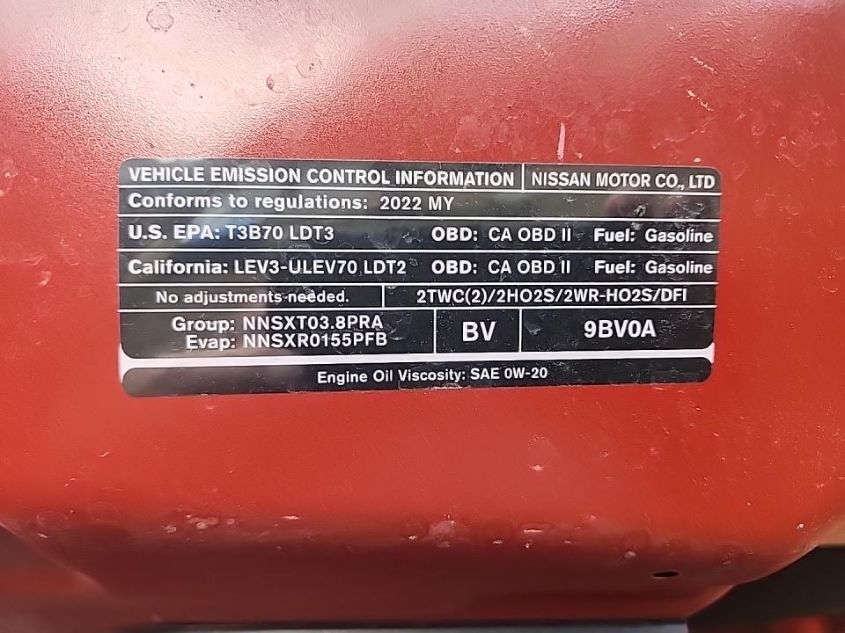 VEHICLE EMISSION CONTROL INFORMATION NISSAN MOTOR CO., LTD
Conforms to regulations: 2022 MY
U.S. EPA: T3B70 LDT3 OBD: CA OBD II Fuel: Gasoline
California: LEV3-ULEV70 LDT2 OBD: CA OBD II Fuel: Gasoline
No adjustments needed. 2TWC(2)/2HO2S/2WR-HO2S/DFI
Group: NNSXT03.8PRA BV 9BV0A
Evap: NNSXR0155PFB
Engine Oil Viscosity: SAE 0W-20